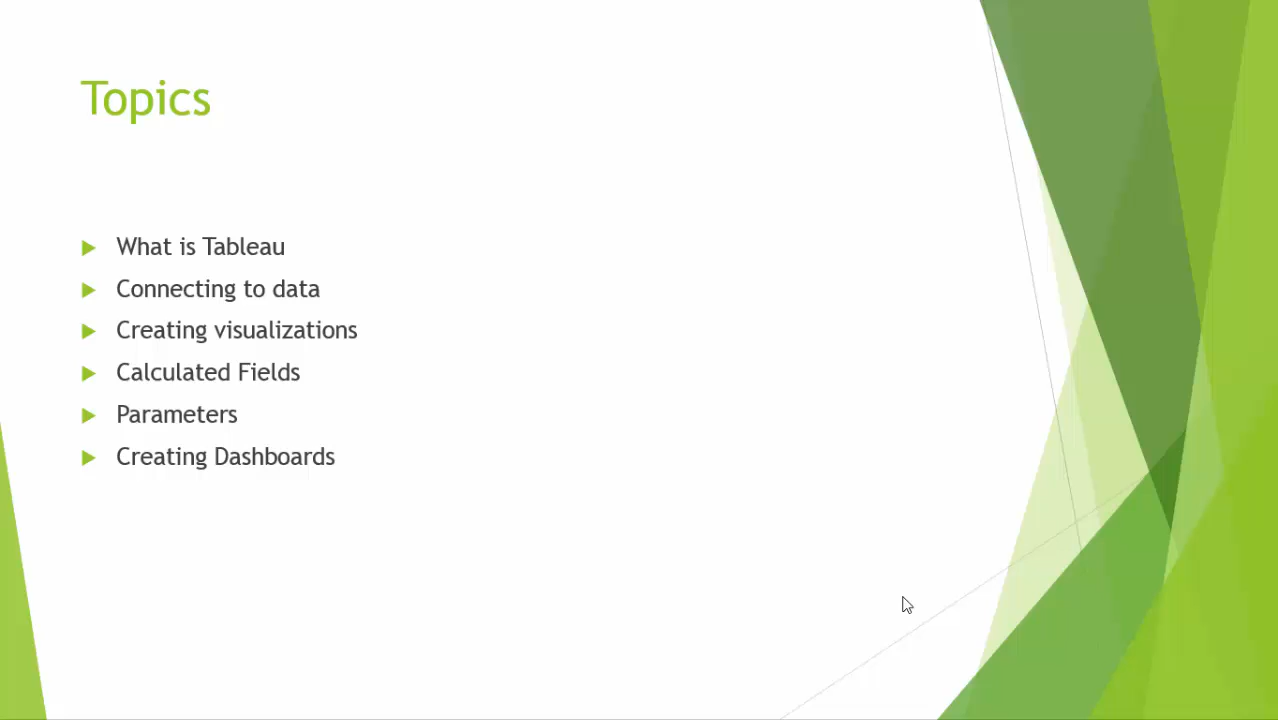 Topics
What is Tableau
Connecting to data
Creating visualizations
Calculated Fields
Parameters
Creating Dashboards